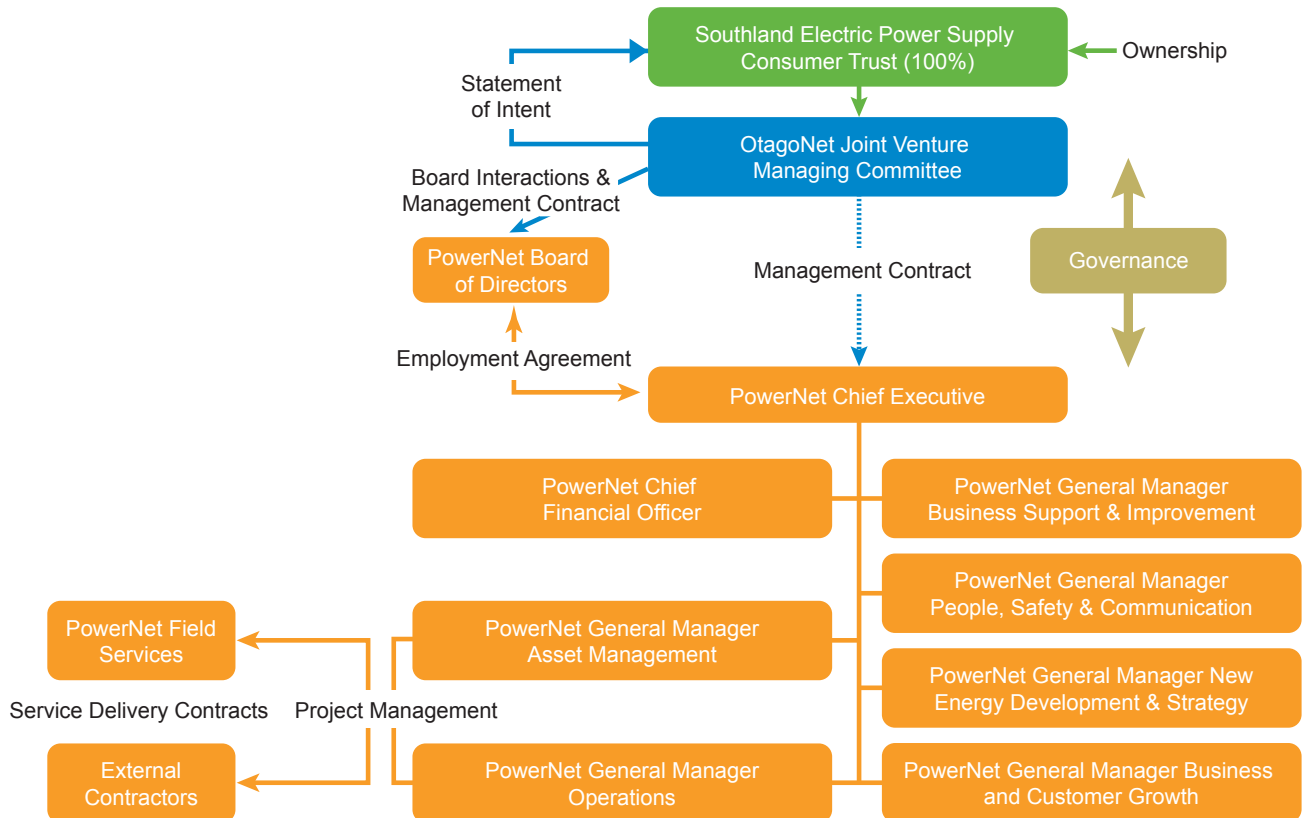 Southland Electric Power Supply
Consumer Trust (100%)
Ownership
Statement
of Intent
OtagoNet Joint Venture
Managing Committee
Board Interactions &
Management Contract
PowerNet Board
of Directors
Management Contract
Governance
Employment Agreement
PowerNet Chief Executive
PowerNet Chief
Financial Officer
PowerNet General Manager
Business Support & Improvement
PowerNet General Manager
People, Safety & Communication
PowerNet Field
Services
PowerNet General Manager
Asset Management
PowerNet General Manager New
Energy Development & Strategy
Service Delivery Contracts
Project Management
External
Contractors
PowerNet General Manager
Operations
PowerNet General Manager Business
and Customer Growth